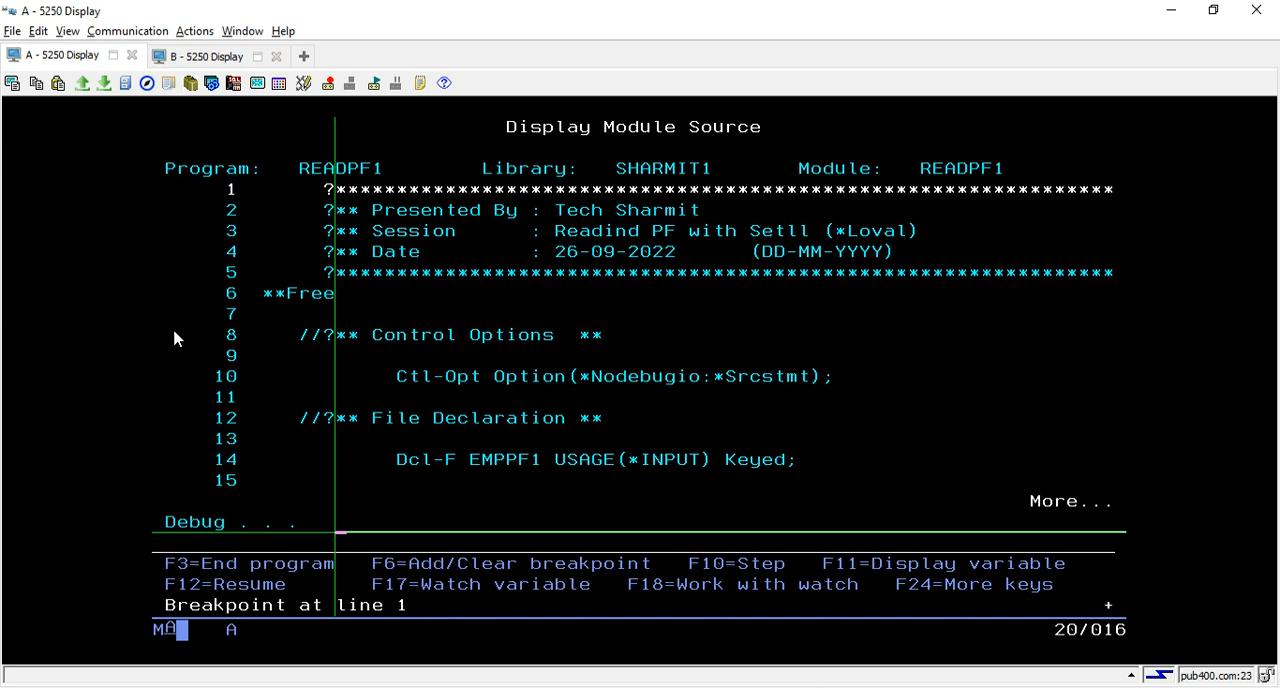 A - 5250 Display
File Edit View Communication Actions Window Help
A - 5250 Display B - 5250 Display
Display Module Source
Program: READPF1 Library: SHARMIT1 Module: READPF1
1 ?****************************************************************
2 ?** Presented By : Tech Sharmit
3 ?** Session : Readind PF with Setll (*Loval)
4 ?** Date : 26-09-2022 (DD-MM-YYYY)
5 ?****************************************************************
6 **Free
7
8 //?** Control Options **
9
10 Ctl-Opt Option(*Nodebugio:*Srcstmt);
11
12 //?** File Declaration **
13
14 Dcl-F EMPPF1 USAGE(*INPUT) Keyed;
15
More...
Debug . . .
F3=End program F6=Add/Clear breakpoint F10=Step F11=Display variable
F12=Resume F17=Watch variable F18=Work with watch F24=More keys
Breakpoint at line 1 +
MA A 20/016
pub400.com:23